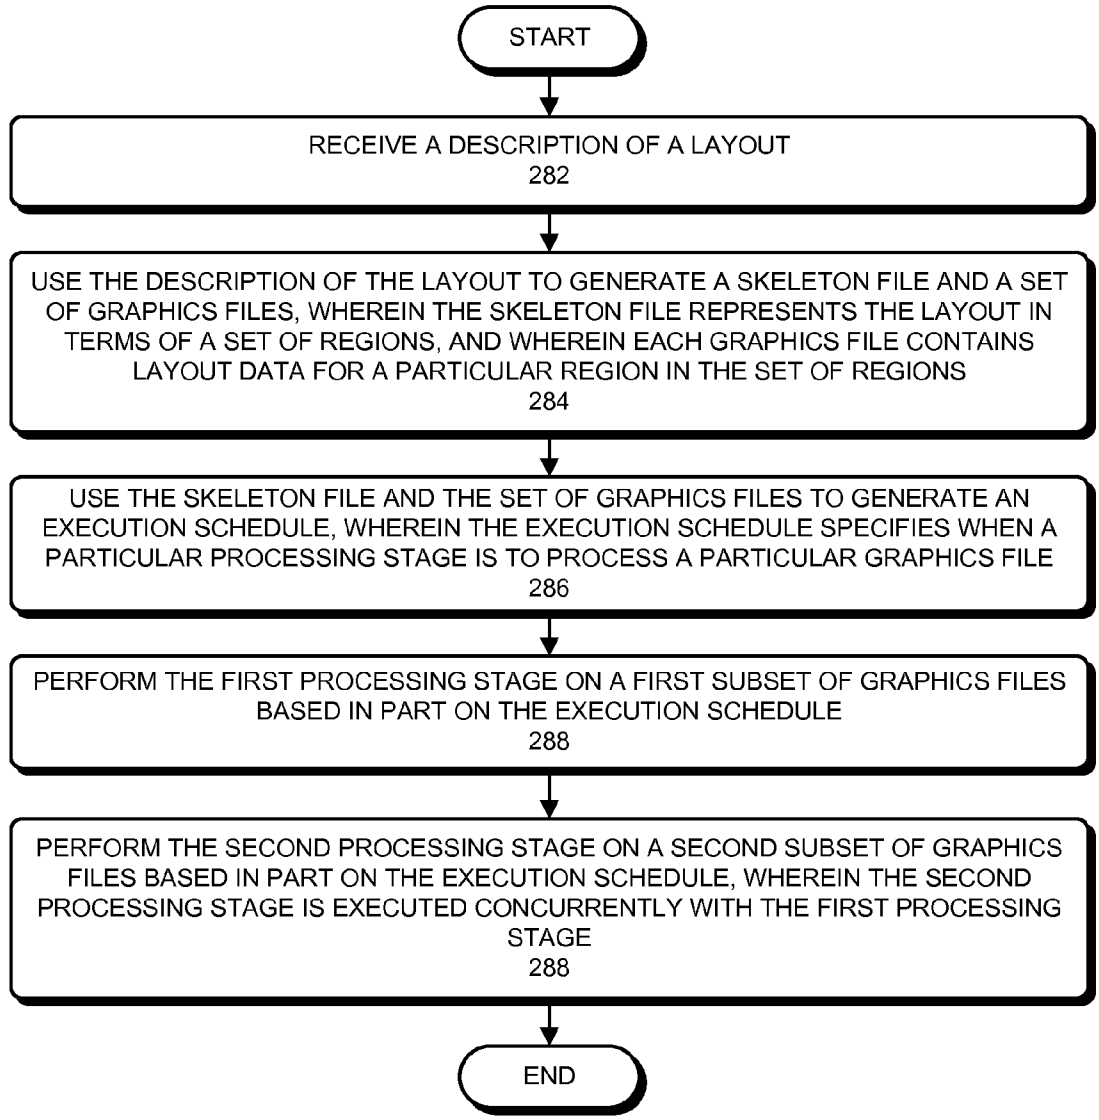 START
RECEIVE A DESCRIPTION OF A LAYOUT
282
USE THE DESCRIPTION OF THE LAYOUT TO GENERATE A SKELETON FILE AND A SET
OF GRAPHICS FILES, WHEREIN THE SKELETON FILE REPRESENTS THE LAYOUT IN
TERMS OF A SET OF REGIONS, AND WHEREIN EACH GRAPHICS FILE CONTAINS
LAYOUT DATA FOR A PARTICULAR REGION IN THE SET OF REGIONS
284
USE THE SKELETON FILE AND THE SET OF GRAPHICS FILES TO GENERATE AN
EXECUTION SCHEDULE, WHEREIN THE EXECUTION SCHEDULE SPECIFIES WHEN A
PARTICULAR PROCESSING STAGE IS TO PROCESS A PARTICULAR GRAPHICS FILE
286
PERFORM THE FIRST PROCESSING STAGE ON A FIRST SUBSET OF GRAPHICS FILES
BASED IN PART ON THE EXECUTION SCHEDULE
288
PERFORM THE SECOND PROCESSING STAGE ON A SECOND SUBSET OF GRAPHICS
FILES BASED IN PART ON THE EXECUTION SCHEDULE, WHEREIN THE SECOND
PROCESSING STAGE IS EXECUTED CONCURRENTLY WITH THE FIRST PROCESSING
STAGE
288
END